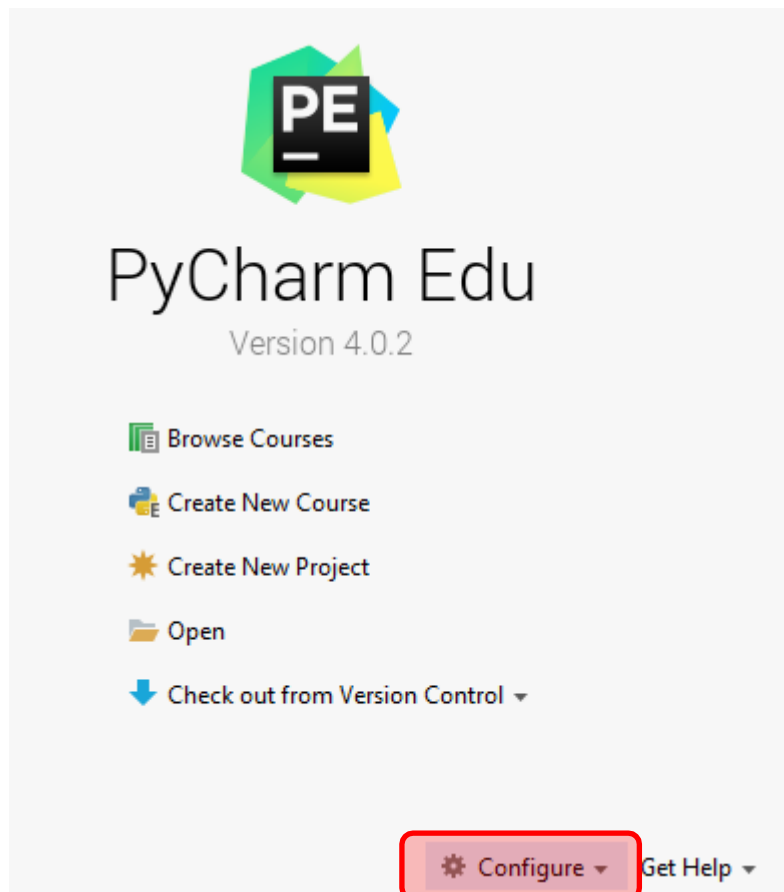 PE
PyCharm Edu
Version 4.0.2
Browse Courses
E
Create New Course
Create New Project
Open
Check out from Version Control
Configure Get Help